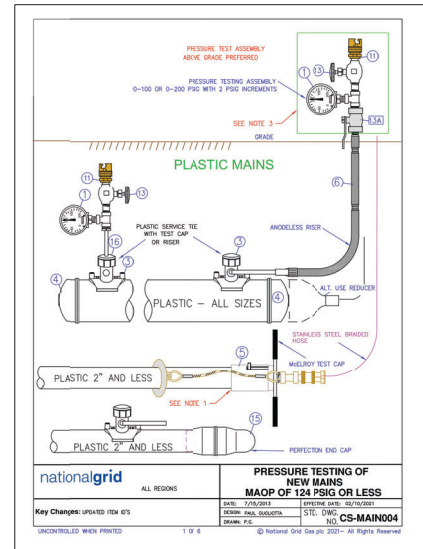 PRESSURE TEST ASSEMBLY
ABOVE GRADE PREFERRED
11
13
1
PRESSURE TESTING ASSEMBLY
0-100 OR 0-200 PSIG WITH 2 PSIG INCREMENTS
13A
SEE NOTE 3
GRADE
PLASTIC MAINS
11
13
1
6
PLASTIC SERVICE TIE
WITH TEST CAP
OR RISER
16
3
3
ANODELESS RISER
4
4
PLASTIC - ALL SIZES
ALT. USE REDUCER
STAINLESS STEEL BRAIDED
HOSE
5
McELROY TEST CAP
PLASTIC 2" AND LESS
SEE NOTE 1
15
PLASTIC 2" AND LESS
PERFECTON END CAP
nationalgrid
ALL REGIONS
PRESSURE TESTING OF
NEW MAINS
MAOP OF 124 PSIG OR LESS
Key Changes: UPDATED ITEM ID'S
DATE: 7/15/2013
EFFECTIVE DATE: 02/10/2021
DESIGN: PAUL GUGLIOTTA
STD. DWG.
NO. CS-MAIN004
DRAWN: P.G.
UNCONTROLLED WHEN PRINTED
1 OF 6
© National Grid Gas plc 2021- All Rights Reserved